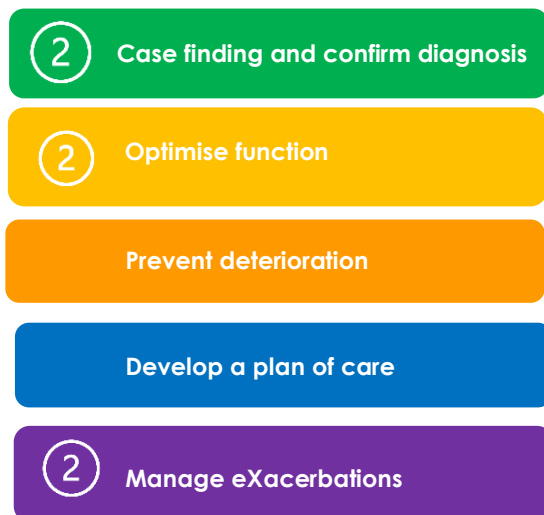 2 Case finding and confirm diagnosis
2 Optimise function
Prevent deterioration
Develop a plan of care
2 Manage eXacerbations